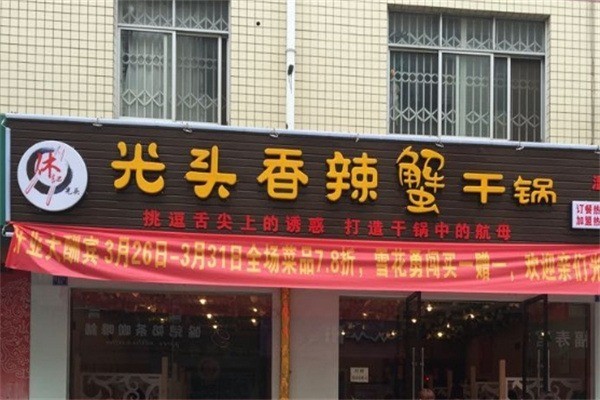 光头香辣蟹干锅
挑逗舌尖上的诱惑 打造干锅中的航母
订餐热
加盟热
业大酬宾 3月26日-3月31日全场菜品7.8折，雪花勇闯买一赠一，欢迎亲们光